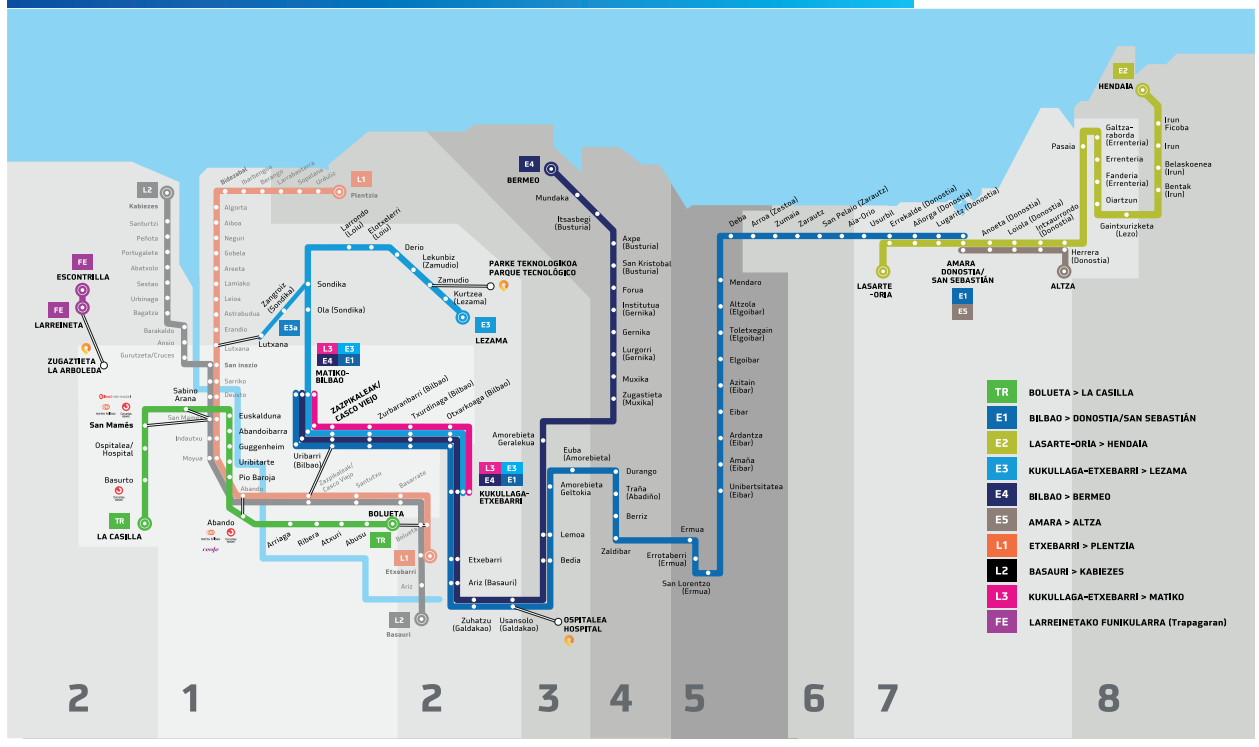 E2
HENDAIA
Irun
Ficoba
Irun
Belaskoenea
(Irun)
Bentak
(Irun)
Gaintxurizketa
(Lezo)
Galtza-
raborda
(Errenteria)
Errenteria
Fanderia
(Errenteria)
Oiartzun
Pasaia
Herrera
(Donostia)
ALTZA
Intxaurrondo
(Donostia)
Loiola (Donostia)
Anoeta (Donostia)
AMARA
DONOSTIA/
SAN SEBASTIÁN
E1
E5
Lugaritz (Donostia)
Añorga (Donostia)
Errekalde (Donostia)
LASARTE
-ORIA
Usurbil
Aia-Orio
San Pelaio (Zarautz)
Zarautz
Zumaia
Arroa (Zestoa)
Deba
Mendaro
Altzola
(Elgoibar)
Toletxegain
(Elgoibar)
Elgoibar
Azitain
(Eibar)
Eibar
Ardantza
(Eibar)
Amaña
(Eibar)
Unibertsitatea
(Eibar)
Ermua
Errotaberri
(Ermua)
San Lorentzo
(Ermua)
Zaldibar
Berriz
Traña
(Abadiño)
Durango
Euba
(Amorebieta)
Amorebieta
Geltokia
Lemoa
Bedia
E4
BERMEO
Mundaka
Itsasbegi
(Busturia)
Axpe
(Busturia)
San Kristobal
(Busturia)
Forua
Institutua
(Gernika)
Gernika
Lurgorri
(Gernika)
Muxika
Zugastieta
(Muxika)
Amorebieta
Geralekua
OSPITALEA
HOSPITAL
Usansolo
(Galdakao)
Zuhatzu
(Galdakao)
Ariz (Basauri)
Etxebarri
L3 E3
E4 E1
KUKULLAGA-
ETXEBARRI
Otxarkoaga (Bilbao)
Txurdinaga (Bilbao)
Zurbaranbarri (Bilbao)
ZAZPIKALEAK/
CASCO VIEJO
Uribarri
(Bilbao)
L3 E3
E4 E1
MATIKO-
BILBAO
Ola (Sondika)
Sondika
Larrondo
(Loiu)
Elotxelerri
(Loiu)
Derio
Lekunbiz
(Zamudio)
Zamudio
PARKE TEKNOLOGIKOA
PARQUE TECNOLÓGICO
Kurtzea
(Lezama)
E3
LEZAMA
Zangroiz
(Sondika)
E3a
Lutxana
L1
Plentzia
Urduliz
Sopelana
Larrabasterra
Berango
Ibarbengoa
Bidezabal
Algorta
Aiboa
Neguri
Gobela
Areeta
Lamiako
Leioa
Astrabudua
Erandio
Lutxana
San Inazio
Sarriko
Deusto
L2
Kabiezes
Santurtzi
Peñota
Portugalete
Abatxolo
Sestao
Urbinaga
Bagatza
Barakaldo
Ansio
Gurutzeta/Cruces
San Mamés
Indautxu
Moyua
Abando
Zazpikaleak/
Casco Viejo
Santutxu
Basarrate
Bolueta
L1
Etxebarri
Ariz
L2
Basauri
FE
ESCONTRILLA
FE
LARREINETA
ZUGAZTIETA
LA ARBOLEDA
Sabino
Arana
San Mamés
Ospitalea/
Hospital
Basurto
TR
LA CASILLA
Euskalduna
Abandoibarra
Guggenheim
Uribitarte
Pio Baroja
Abando
renfe
Arriaga
Ribera
Atxuri
Abusu
BOLUETA
TR
TR BOLUETA > LA CASILLA
E1 BILBAO > DONOSTIA/SAN SEBASTIÁN
E2 LASARTE-ORIA > HENDAIA
E3 KUKULLAGA-ETXEBARRI > LEZAMA
E4 BILBAO > BERMEO
E5 AMARA > ALTZA
L1 ETXEBARRI > PLENTZIA
L2 BASAURI > KABIEZES
L3 KUKULLAGA-ETXEBARRI > MATIKO
FE LARREINETAKO FUNIKULARRA (Trapagaran)
2 1 2 3 4 5 6 7 8